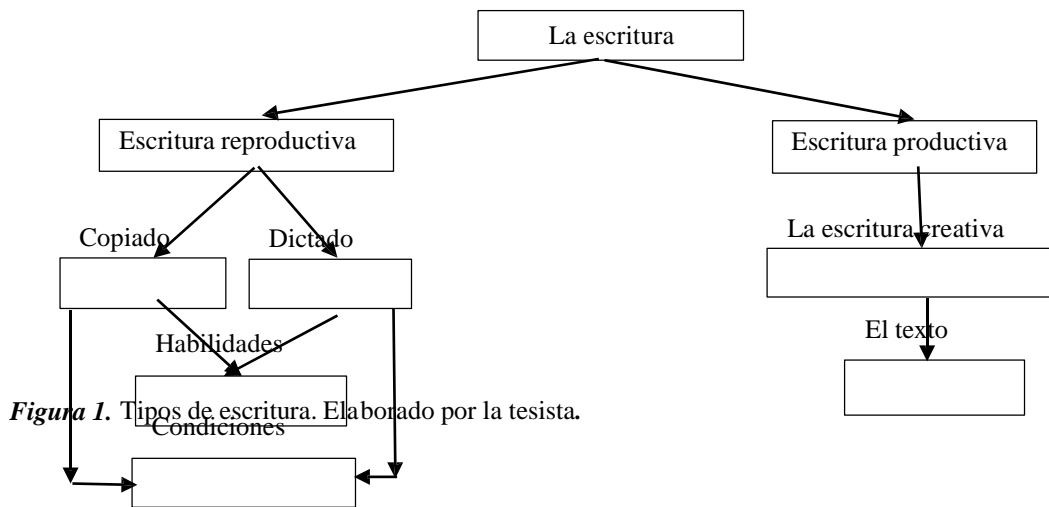 La escritura
Escritura reproductiva
Escritura productiva
Copiado
Dictado
La escritura creativa
Habilidades
El texto
Figura 1. Tipos de escritura. Elaborado por la tesista.
Condiciones